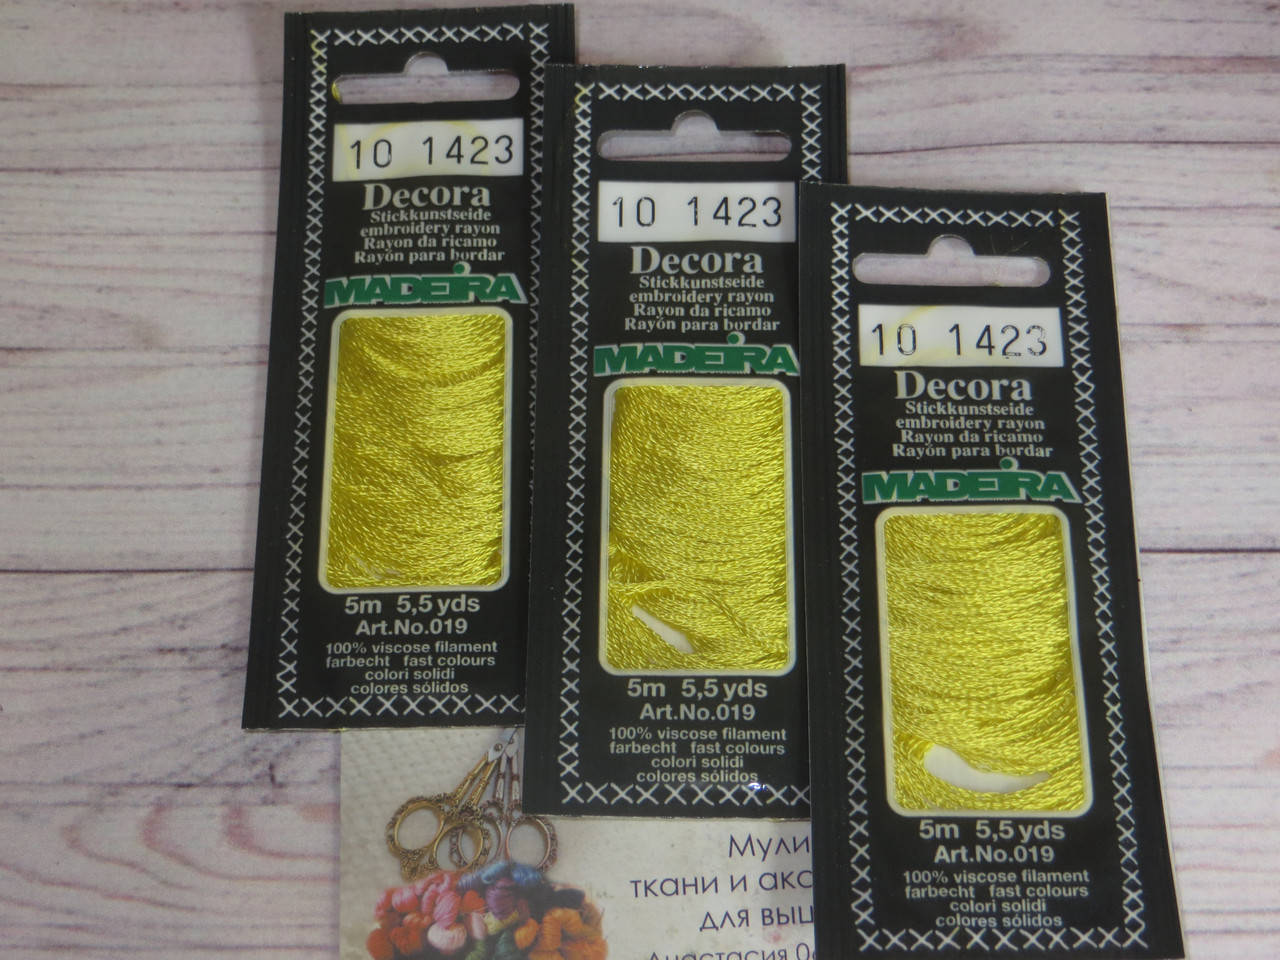 10 1423
Decora
Stickkunstseide
embroidery rayon
Rayon da ricamo
Rayón para bordar
MADEIRA
5m 5,5 yds
Art.No.019
100% viscose filament
farbecht fast colours
colori solidi
colores sólidos
10 1423
Decora
Stickkunstseide
embroidery rayon
Rayon da ricamo
Rayón para bordar
MADEIRA
5m 5,5 yds
Art.No.019
100% viscose filament
farbecht fast colours
colori solidi
colores sólidos
10 1423
Decora
Stickkunstseide
embroidery rayon
Rayon da ricamo
Rayón para bordar
MADEIRA
5m 5,5 yds
Art.No.019
100% viscose filament
farbecht fast colours
colori solidi
colores sólidos
Мули
ткани и акс
для выш
Анастасия